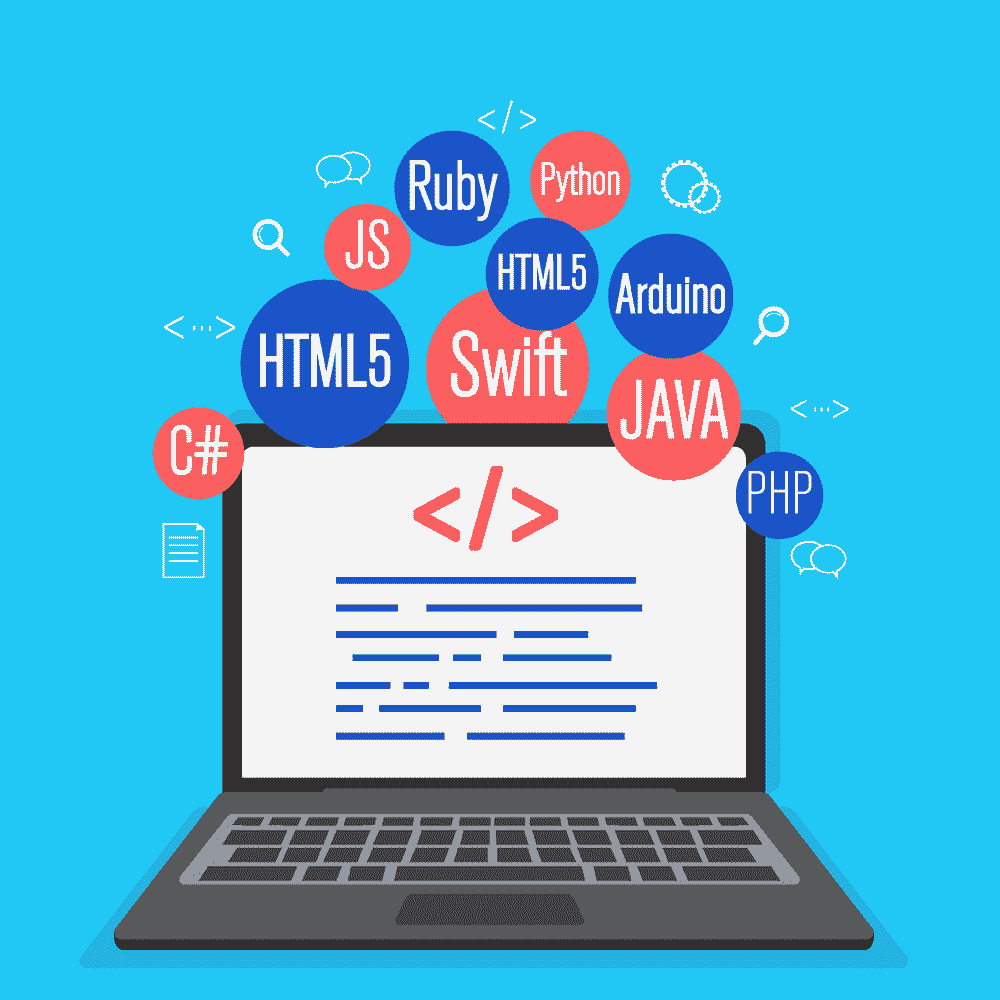 </>
Ruby
Python
JS
HTML5
Arduino
<···>
HTML5
Swift
JAVA
<···>
C#
PHP
</>